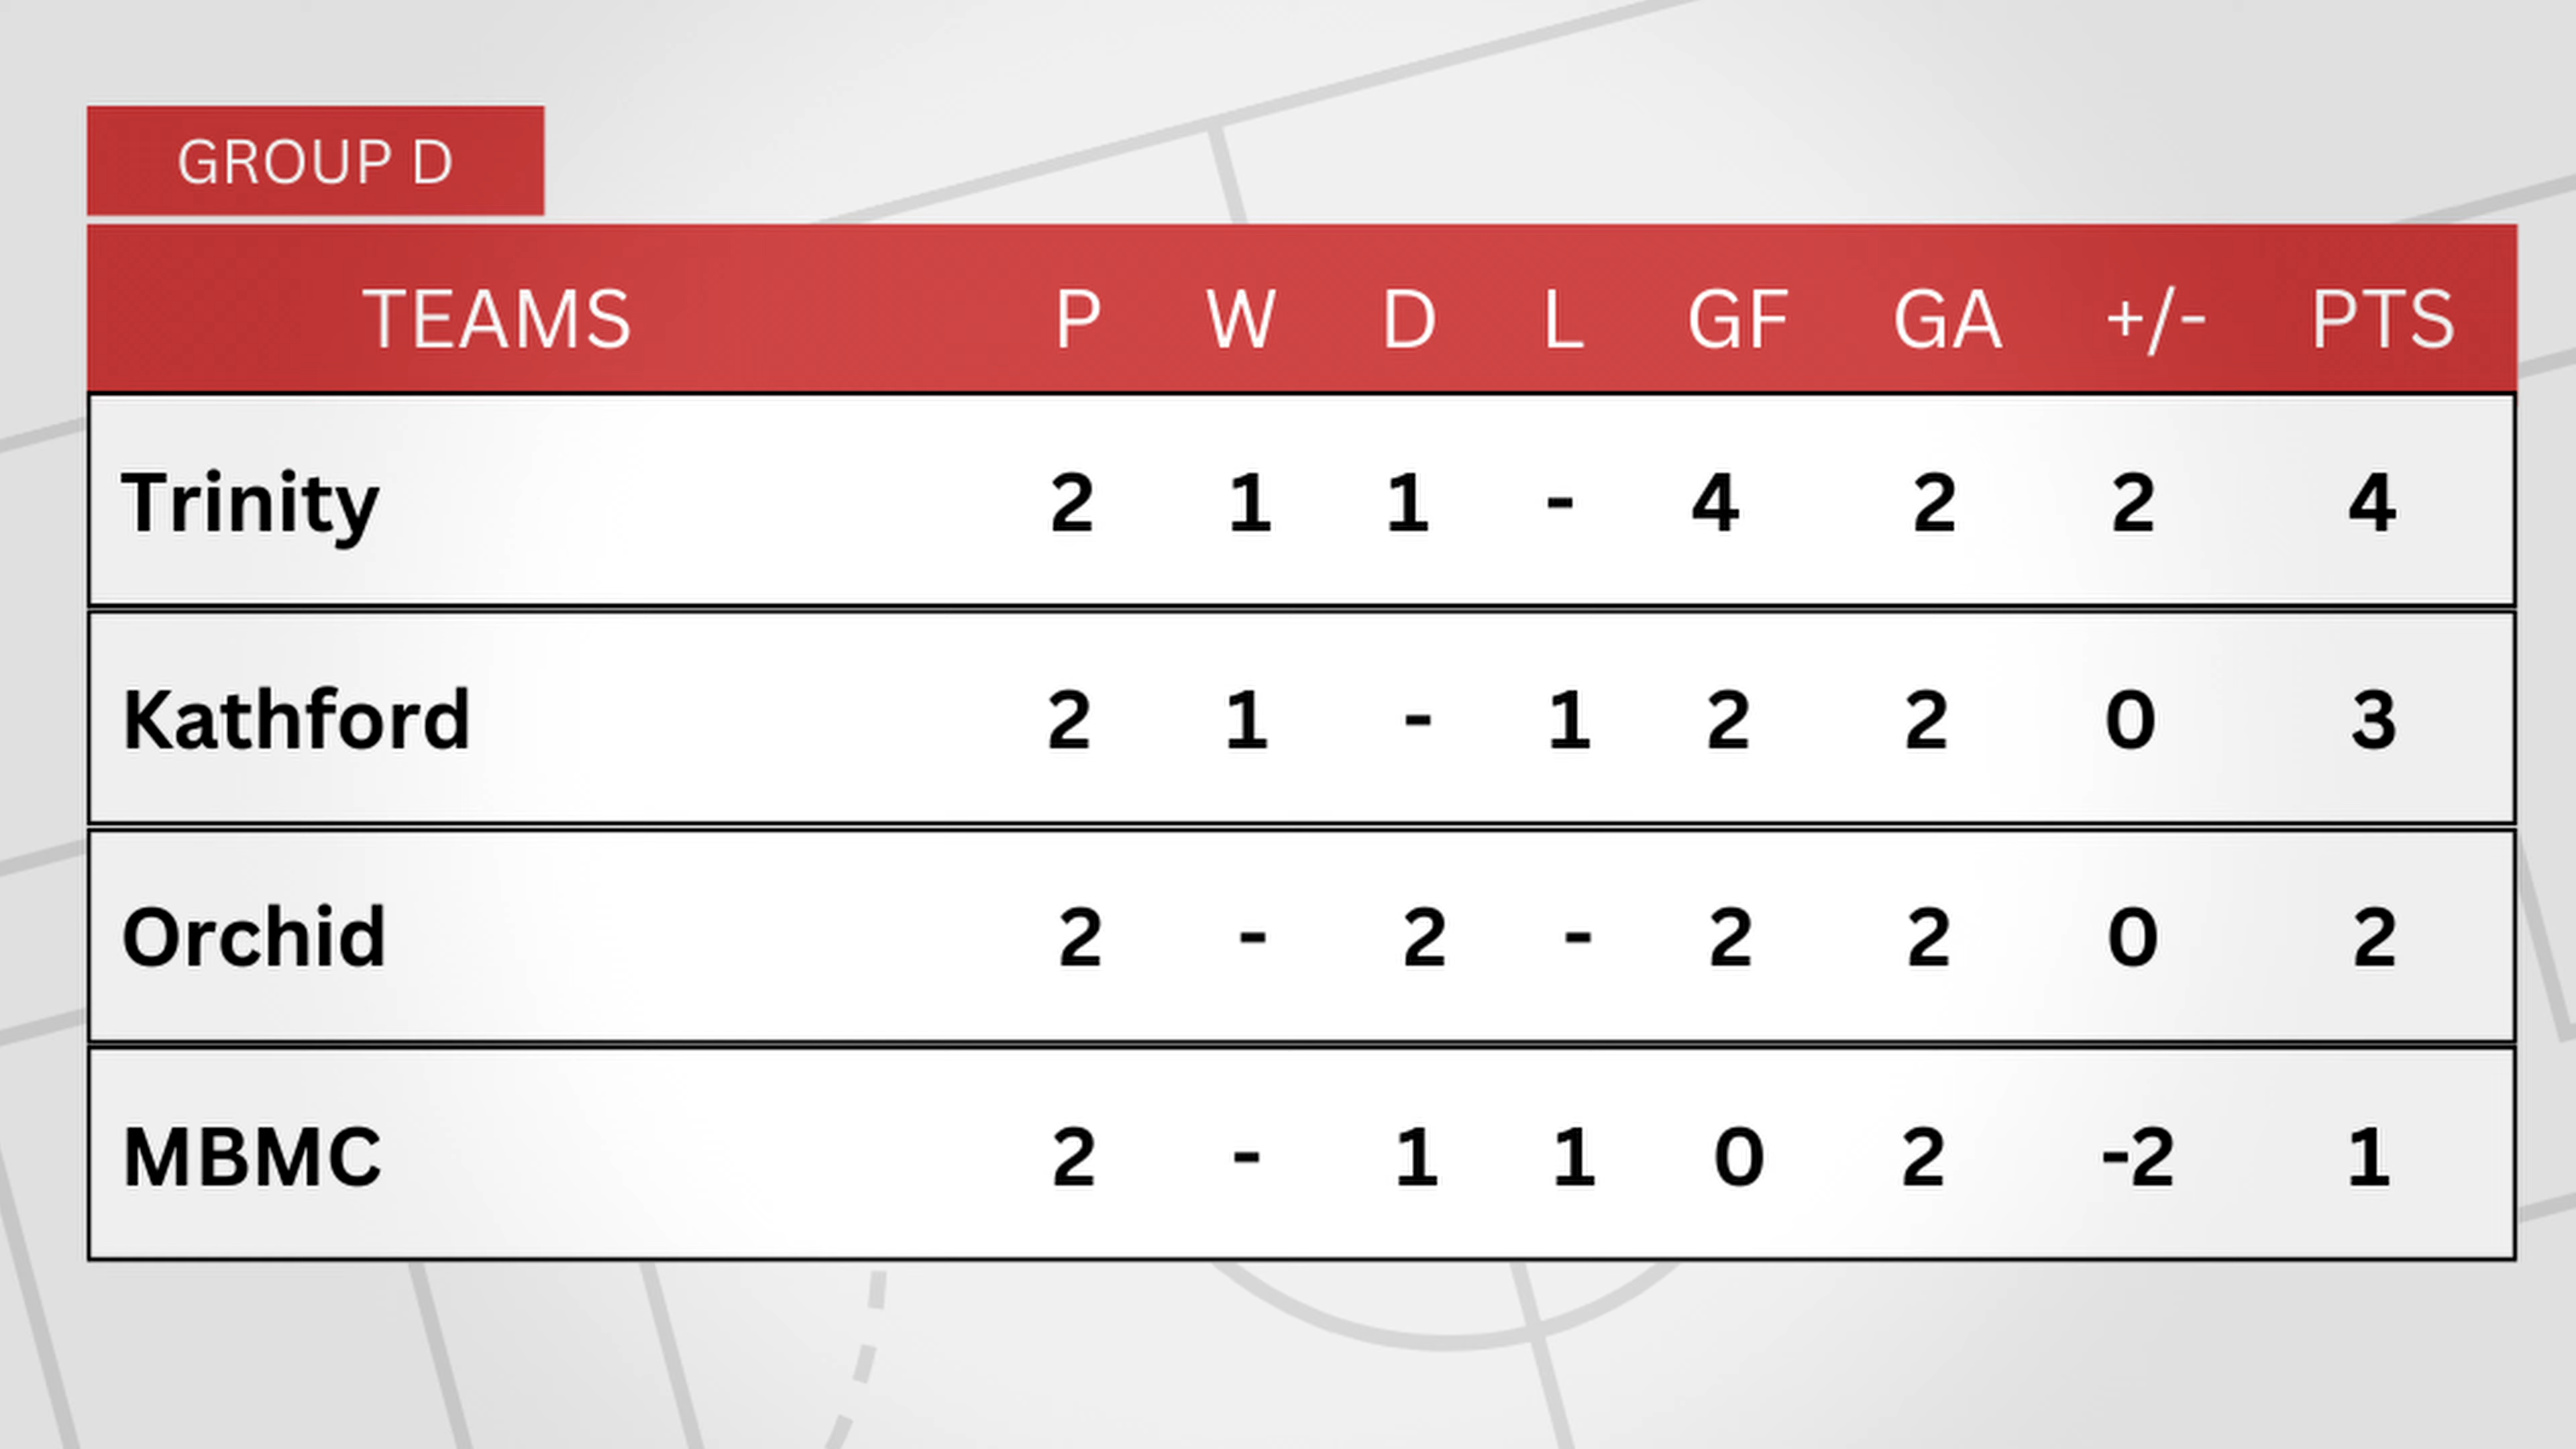 GROUP D
TEAMS P W D L GF GA +/- PTS
Trinity 2 1 1 - 4 2 2 4
Kathford 2 1 - 1 2 2 0 3
Orchid 2 - 2 - 2 2 0 2
MBMC 2 - 1 1 0 2 -2 1